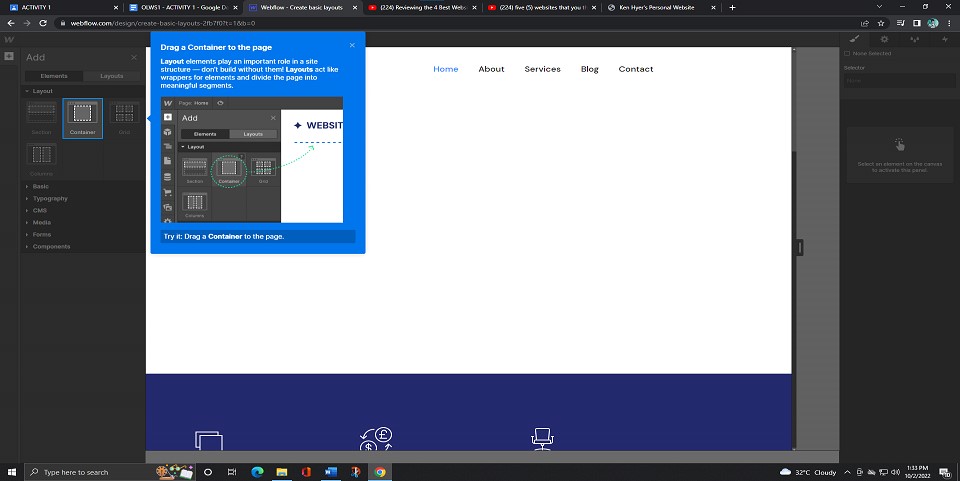 ACTIVITY 1
OLWS1 - ACTIVITY 1 - Google D
Webflow - Create basic layouts
(224) Reviewing the 4 Best Webs
(224) five (5) websites that you th
Ken Hyer's Personal Website
webflow.com/design/create-basic-layouts-2fb7f0?t=1&b=0
Add
Elements
Layouts
Layout
Section
Container
Grid
Columns
Basic
Typography
CMS
Media
Forms
Components
Drag a Container to the page
Layout elements play an important role in a site
structure — don't build without them! Layouts act like
wrappers for elements and divide the page into
meaningful segments.
Page: Home
Add
Elements
Layouts
Layout
Section
Container
Grid
Columns
WEBSIT
Try it: Drag a Container to the page.
Home
About
Services
Blog
Contact
None Selected
Selector
None
Select an element on the canvas
to activate this panel.
Type here to search
32°C Cloudy
1:33 PM
10/2/2022